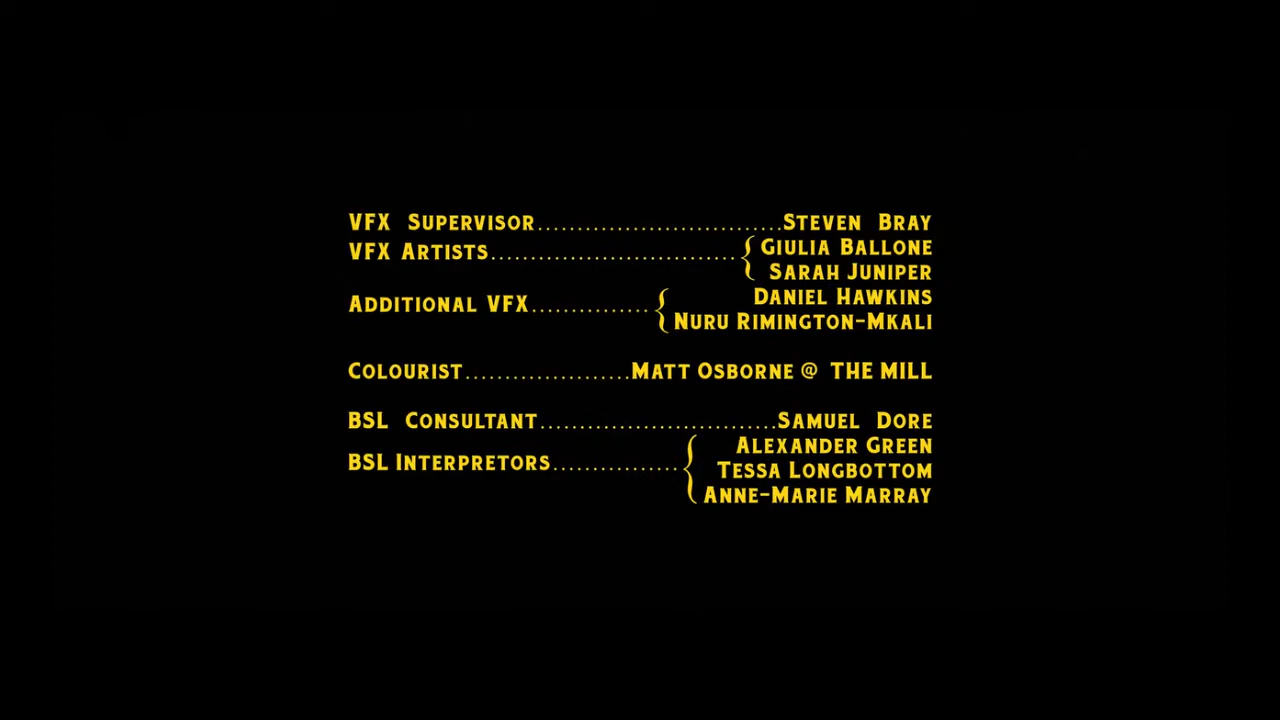 VFX Supervisor..............................Steven Bray
VFX Artists...............................{Giulia Ballone
Sarah Juniper
Additional VFX...............{Daniel Hawkins
Nuru Rimington-Mkali
Colourist.....................Matt Osborne @ THE MILL
BSL Consultant..............................Samuel Dore
BSL Interpretors................{Alexander Green
Tessa Longbottom
Anne-Marie Marray